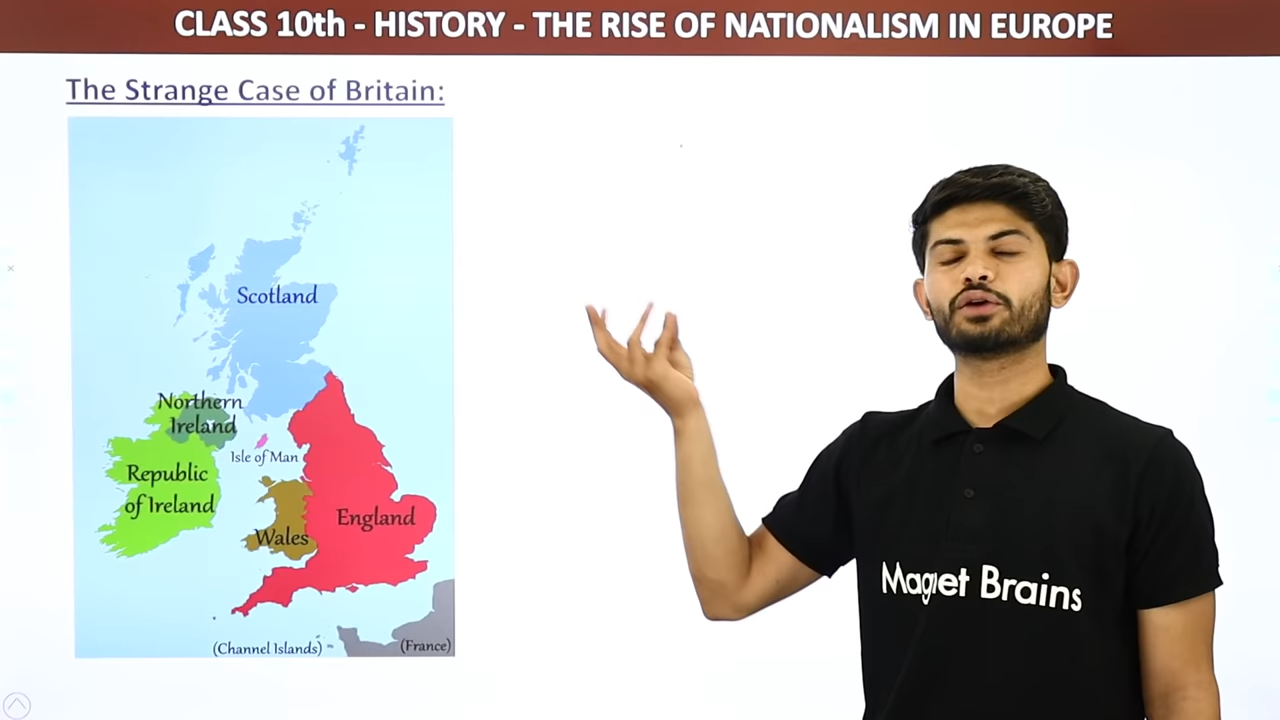 CLASS 10th - HISTORY - THE RISE OF NATIONALISM IN EUROPE
The Strange Case of Britain:
Scotland
Northern
Ireland
Isle of Man
Republic
of Ireland
England
Wales
(Channel Islands)
(France)
Magnet Brains